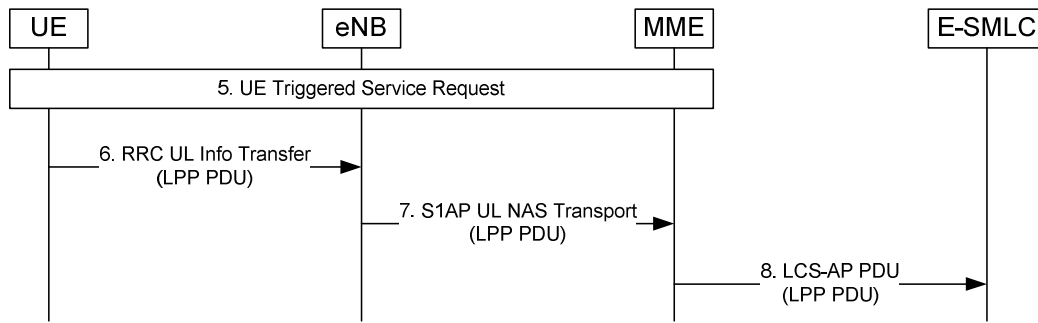 UE
eNB
MME
E-SMLC
5. UE Triggered Service Request
6. RRC UL Info Transfer
(LPP PDU)
7. S1AP UL NAS Transport
(LPP PDU)
8. LCS-AP PDU
(LPP PDU)